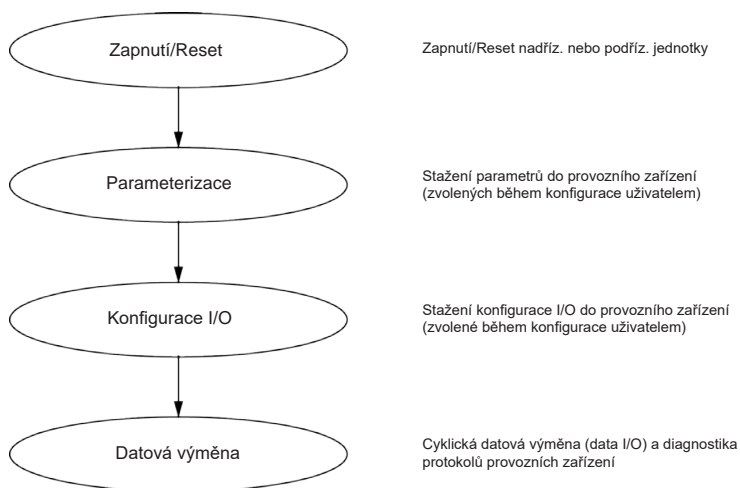 Zapnutí/Reset
Zapnutí/Reset nadříz. nebo podříz. jednotky
Parameterizace
Stažení parametrů do provozního zařízení
(zvolených během konfigurace uživatelem)
Konfigurace I/O
Stažení konfigurace I/O do provozního zařízení
(zvolené během konfigurace uživatelem)
Datová výměna
Cyklická datová výměna (data I/O) a diagnostika
protokolů provozních zařízení